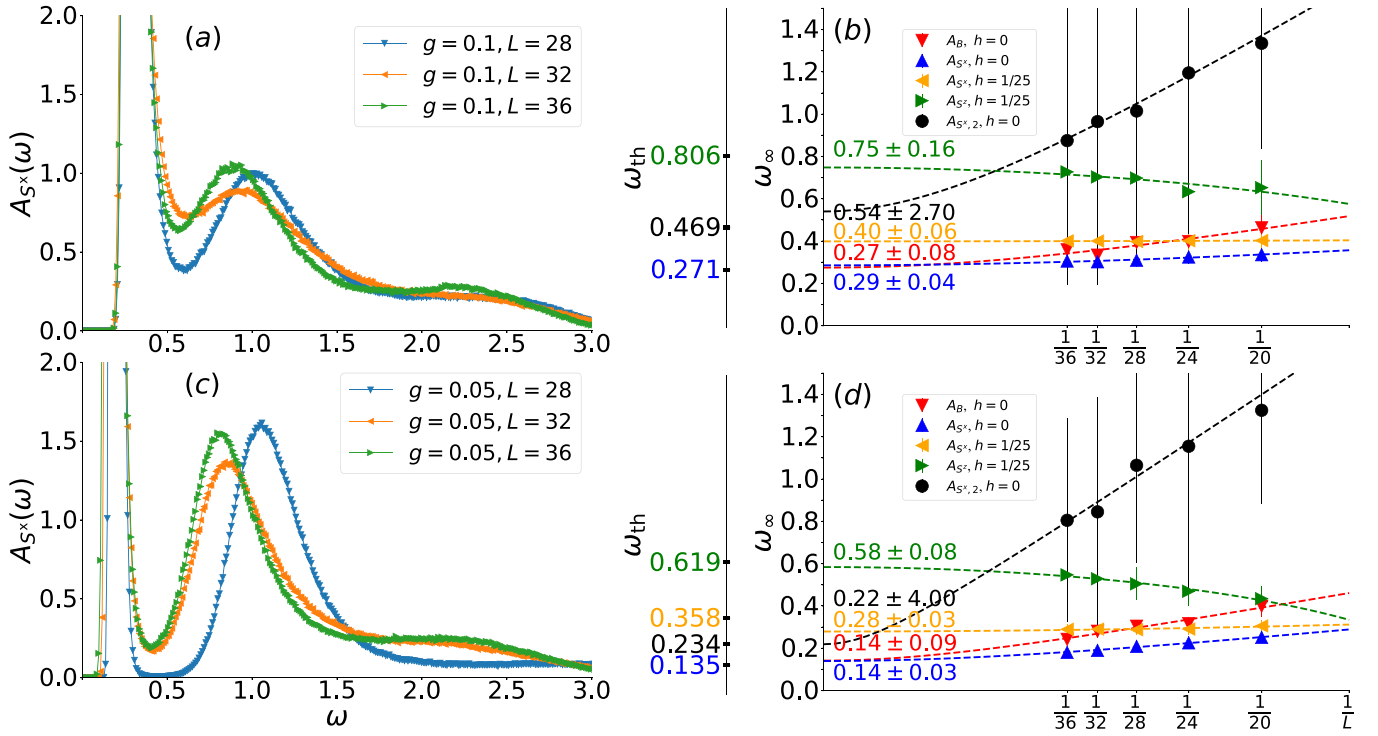 (a)
g = 0.1, L = 28
g = 0.1, L = 32
g = 0.1, L = 36
A_{S^x}(ω)
2.0
1.5
1.0
0.5
0.0
0.5 1.0 1.5 2.0 2.5 3.0
ω_th
0.806
0.469
0.271
(b)
A_B, h = 0
A_{S^x}, h = 0
A_{S^x}, h = 1/25
A_{S^z}, h = 1/25
A_{S^x,2}, h = 0
ω_∞
1.4
1.2
1.0
0.8
0.6
0.4
0.2
0.0
0.75 ± 0.16
0.54 ± 2.70
0.40 ± 0.06
0.27 ± 0.08
0.29 ± 0.04
1/36 1/32 1/28 1/24 1/20
(c)
g = 0.05, L = 28
g = 0.05, L = 32
g = 0.05, L = 36
A_{S^x}(ω)
2.0
1.5
1.0
0.5
0.0
0.5 1.0 1.5 2.0 2.5 3.0
ω
ω_th
0.619
0.358
0.234
0.135
(d)
A_B, h = 0
A_{S^x}, h = 0
A_{S^x}, h = 1/25
A_{S^z}, h = 1/25
A_{S^x,2}, h = 0
ω_∞
1.4
1.2
1.0
0.8
0.6
0.4
0.2
0.0
0.58 ± 0.08
0.22 ± 4.00
0.28 ± 0.03
0.14 ± 0.09
0.14 ± 0.03
1/36 1/32 1/28 1/24 1/20 1/L